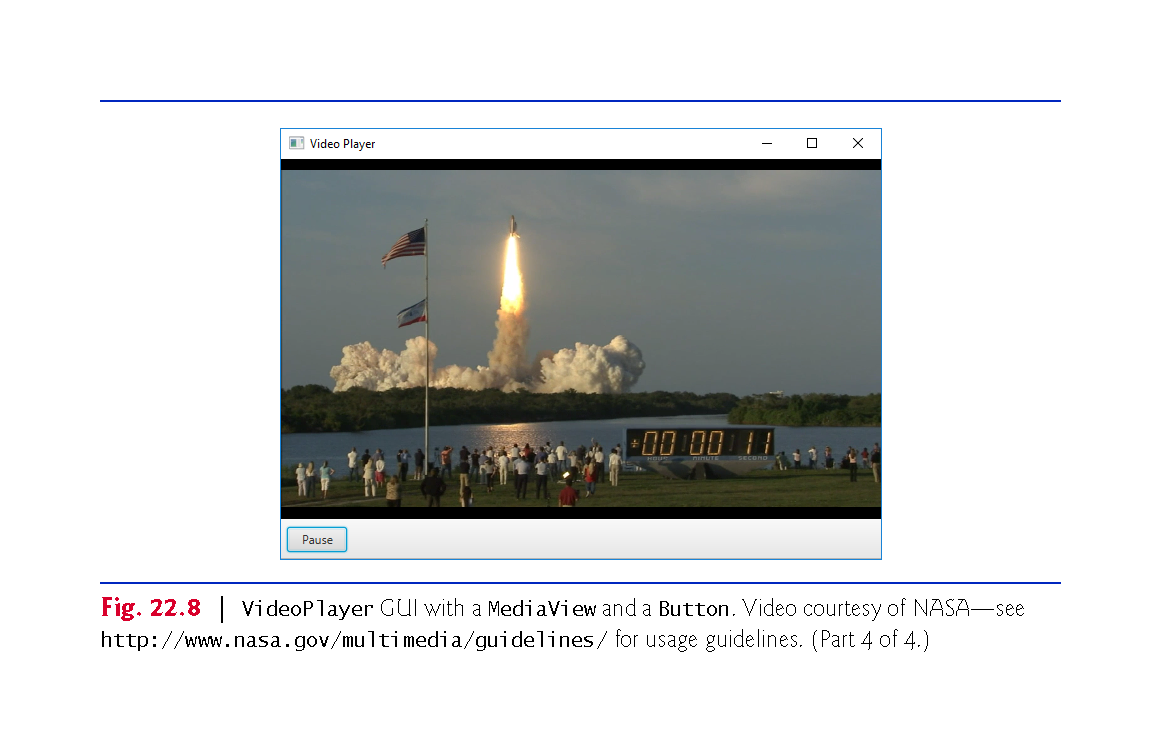 Video Player
+00:00:11
HOUR MINUTE SECOND
Pause
Fig. 22.8 | VideoPlayer GUI with a MediaView and a Button. Video courtesy of NASA—see
http://www.nasa.gov/multimedia/guidelines/ for usage guidelines. (Part 4 of 4.)